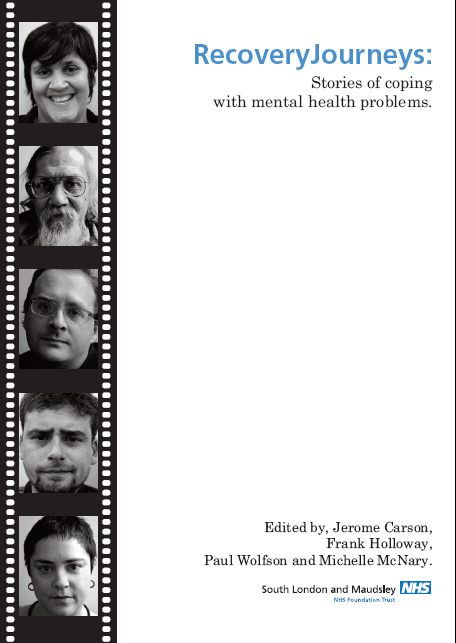 RecoveryJourneys:
Stories of coping
with mental health problems.
Edited by, Jerome Carson,
Frank Holloway,
Paul Wolfson and Michelle McNary.
South London and Maudsley NHS
NHS Foundation Trust